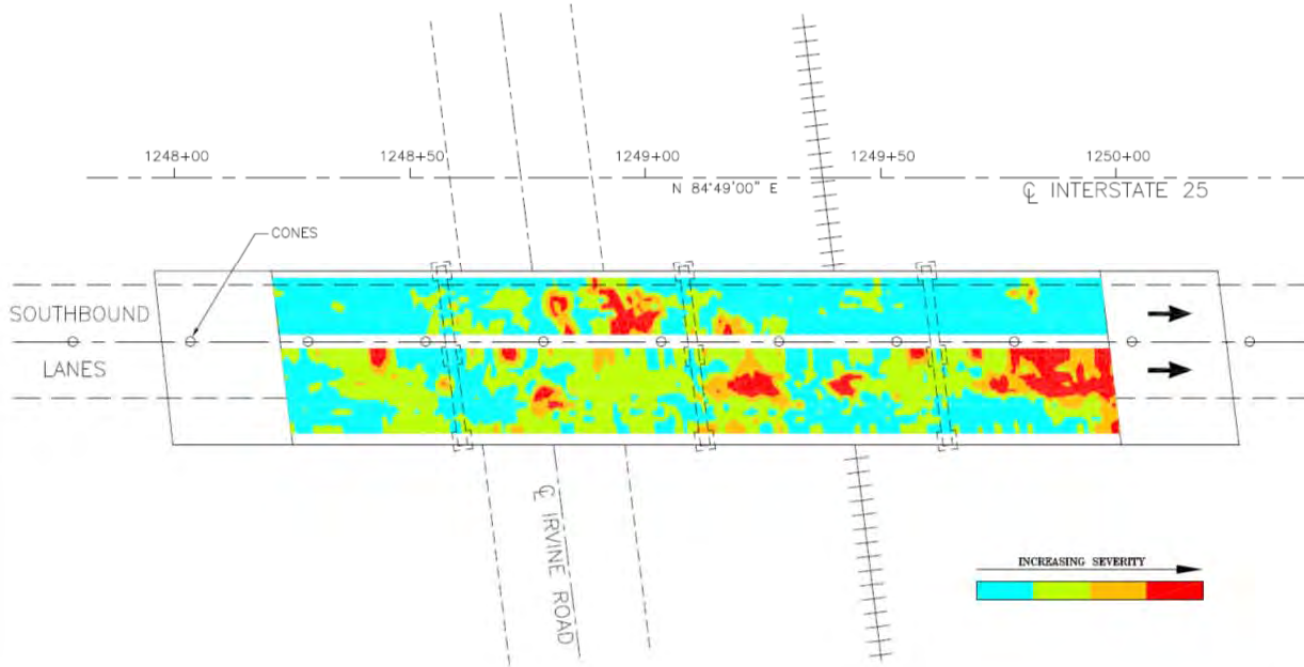 1248+00
1248+50
1249+00
1249+50
1250+00
N 84°49'00" E
℄ INTERSTATE 25
CONES
SOUTHBOUND
LANES
℄ IRVINE ROAD
INCREASING SEVERITY